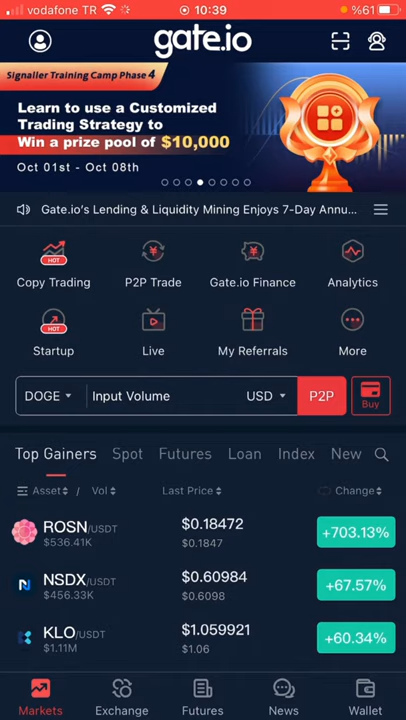 vodafone TR
10:39
%61
gate.io
Signaller Training Camp Phase 4
Learn to use a Customized
Trading Strategy to
Win a prize pool of $10,000
Oct 01st - Oct 08th
Gate.io's Lending & Liquidity Mining Enjoys 7-Day Annu...
HOT
Copy Trading
P2P Trade
Gate.io Finance
Analytics
HOT
Startup
Live
My Referrals
More
DOGE
Input Volume
USD
P2P
Buy
Top Gainers
Spot
Futures
Loan
Index
New
Asset / Vol
Last Price
Change
ROSN/USDT
$0.18472
+703.13%
$536.41K
$0.1847
NSDX/USDT
$0.60984
+67.57%
$456.33K
$0.6098
KLO/USDT
$1.059921
+60.34%
$1.11M
$1.06
Markets
Exchange
Futures
News
Wallet